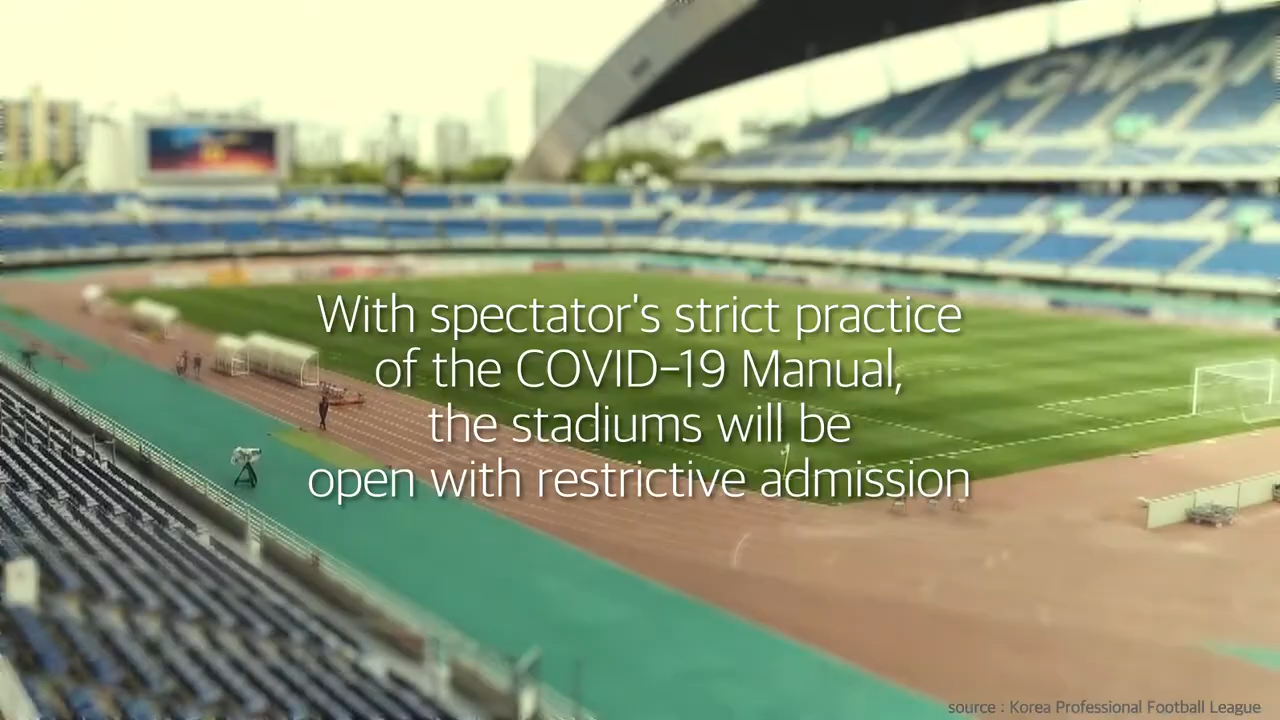 GWA
With spectator's strict practice
of the COVID-19 Manual,
the stadiums will be
open with restrictive admission
source : Korea Professional Football League